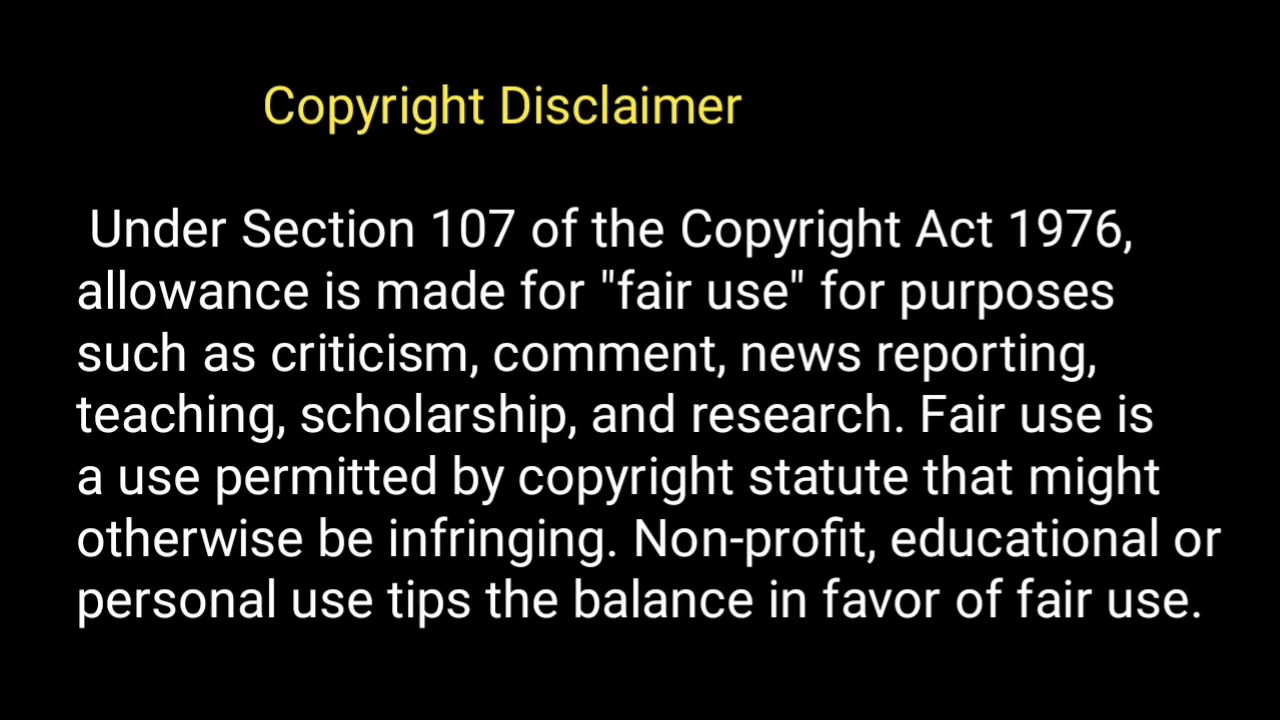 Copyright Disclaimer
Under Section 107 of the Copyright Act 1976,
allowance is made for "fair use" for purposes
such as criticism, comment, news reporting,
teaching, scholarship, and research. Fair use is
a use permitted by copyright statute that might
otherwise be infringing. Non-profit, educational or
personal use tips the balance in favor of fair use.